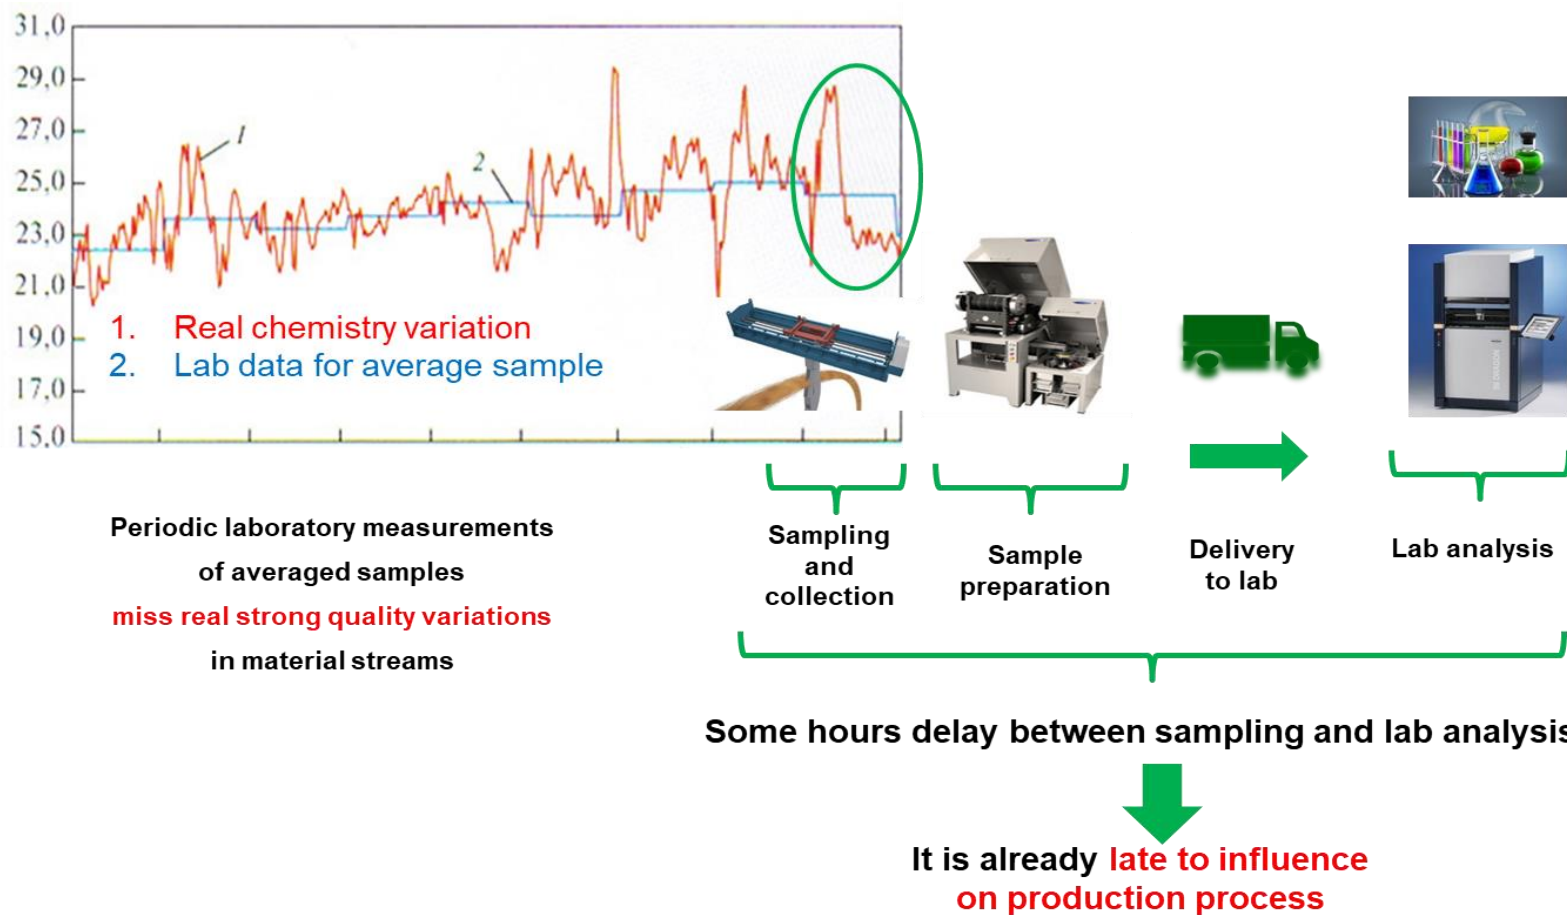 31,0
29,0
27,0
25,0
23,0
21,0
19,0
17,0
15,0
1
2
1. Real chemistry variation
2. Lab data for average sample
Periodic laboratory measurements
of averaged samples
miss real strong quality variations
in material streams
Sampling
and
collection
Sample
preparation
Delivery
to lab
Lab analysis
Some hours delay between sampling and lab analysis
It is already late to influence
on production process